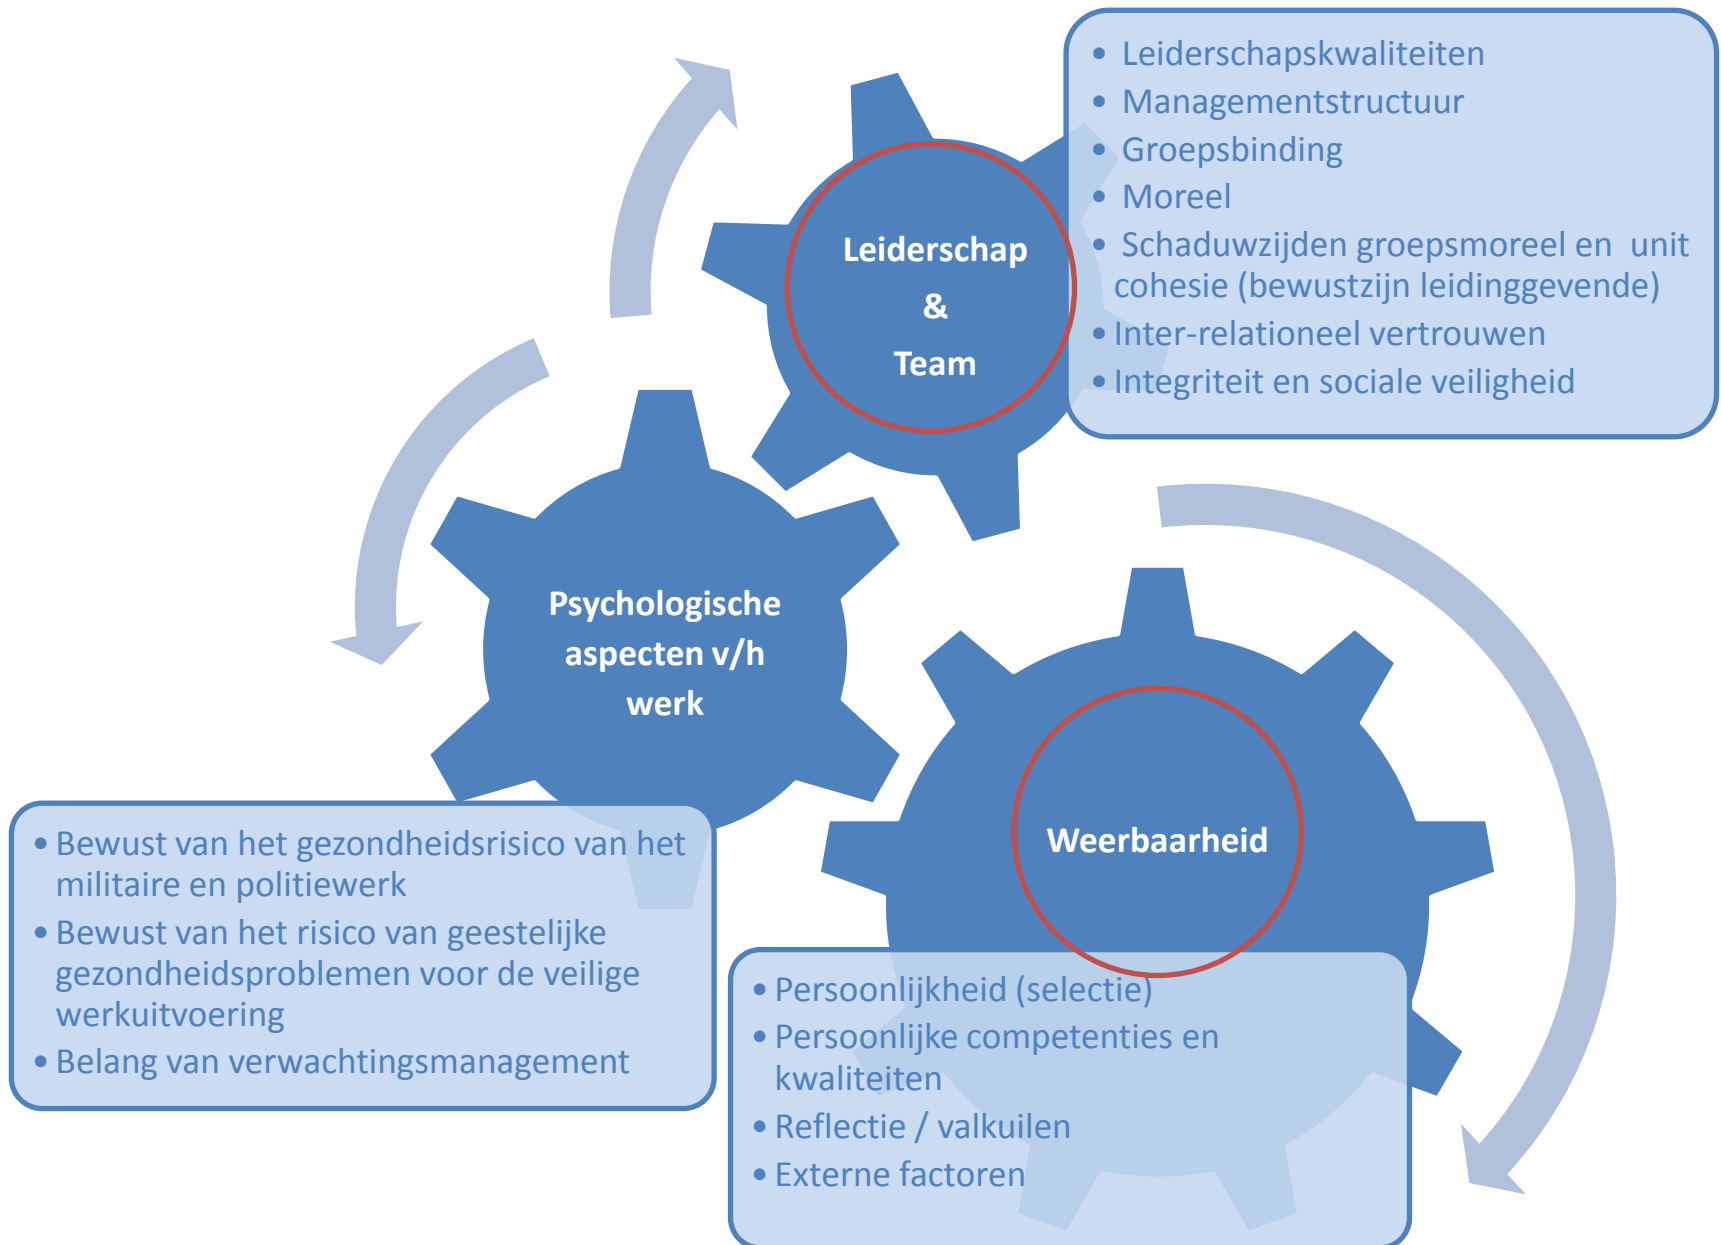 • Leiderschapskwaliteiten
• Managementstructuur
• Groepsbinding
• Moreel
• Schaduwzijden groepsmoreel en unit
cohesie (bewustzijn leidinggevende)
• Inter-relationeel vertrouwen
• Integriteit en sociale veiligheid
Leiderschap
&
Team
Psychologische
aspecten v/h
werk
• Bewust van het gezondheidsrisico van het
militaire en politiewerk
• Bewust van het risico van geestelijke
gezondheidsproblemen voor de veilige
werkuitvoering
• Belang van verwachtingsmanagement
Weerbaarheid
• Persoonlijkheid (selectie)
• Persoonlijke competenties en
kwaliteiten
• Reflectie / valkuilen
• Externe factoren